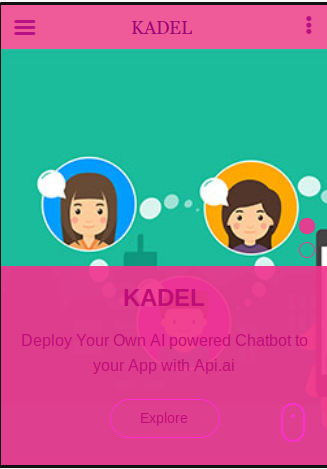 KADEL
KADEL
Deploy Your Own AI powered Chatbot to
your App with Api.ai
Explore